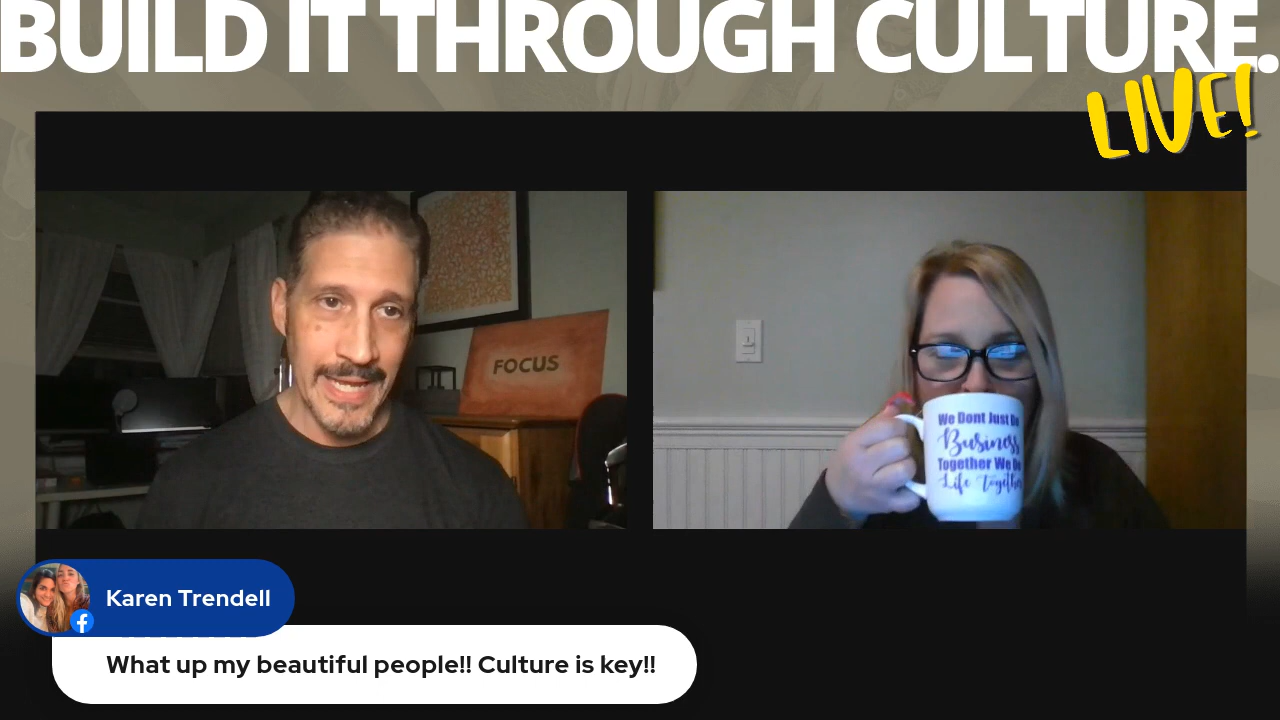 BUILD IT THROUGH CULTURE.
LIVE!
FOCUS
We Dont Just Do
Business
Together We Do
Life Together
Karen Trendell
What up my beautiful people!! Culture is key!!